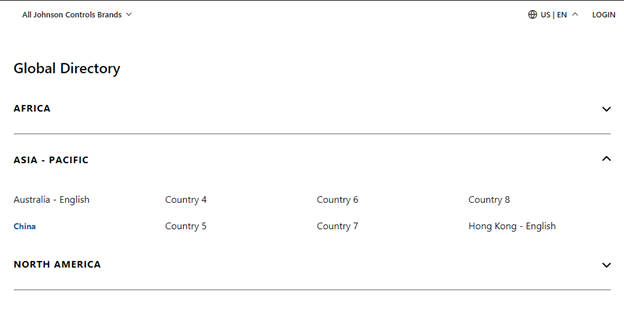 All Johnson Controls Brands
US | EN
LOGIN
Global Directory
AFRICA
ASIA - PACIFIC
Australia - English
Country 4
Country 6
Country 8
China
Country 5
Country 7
Hong Kong - English
NORTH AMERICA